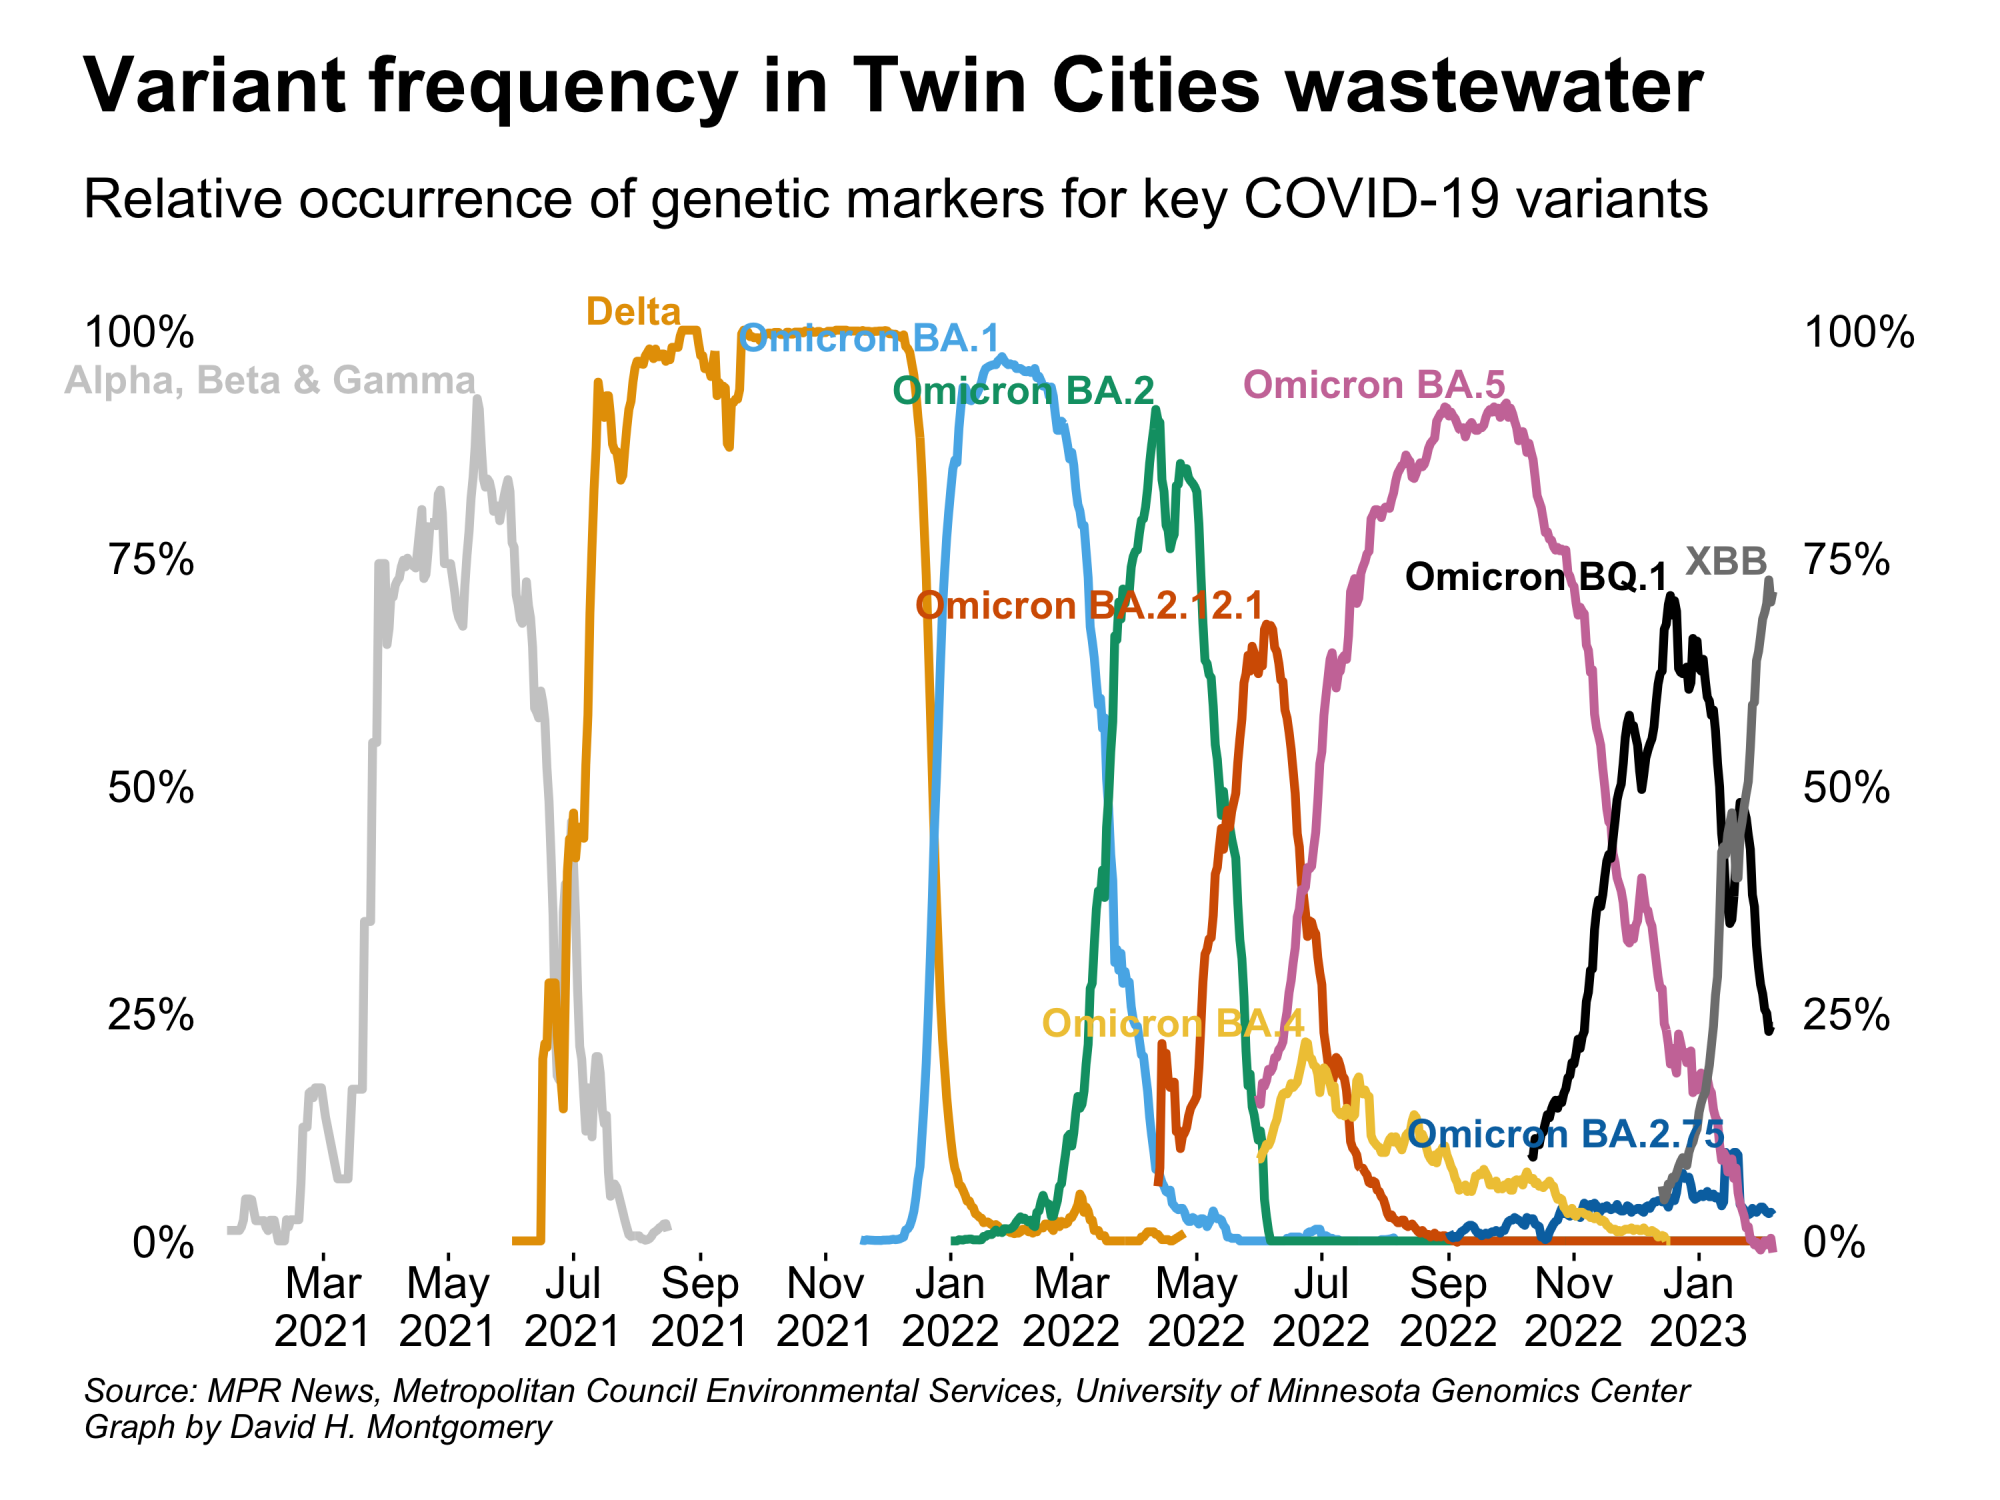 Variant frequency in Twin Cities wastewater
Relative occurrence of genetic markers for key COVID-19 variants
Delta
100%
Omicron BA.1
100%
Alpha, Beta & Gamma
Omicron BA.2
Omicron BA.5
75%
Omicron BQ.1
XBB
75%
Omicron BA.2.12.1
50%
50%
25%
Omicron BA.4
25%
Omicron BA.2.75
0%
0%
Mar May Jul Sep Nov Jan Mar May Jul Sep Nov Jan
2021 2021 2021 2021 2021 2022 2022 2022 2022 2022 2022 2023
Source: MPR News, Metropolitan Council Environmental Services, University of Minnesota Genomics Center
Graph by David H. Montgomery